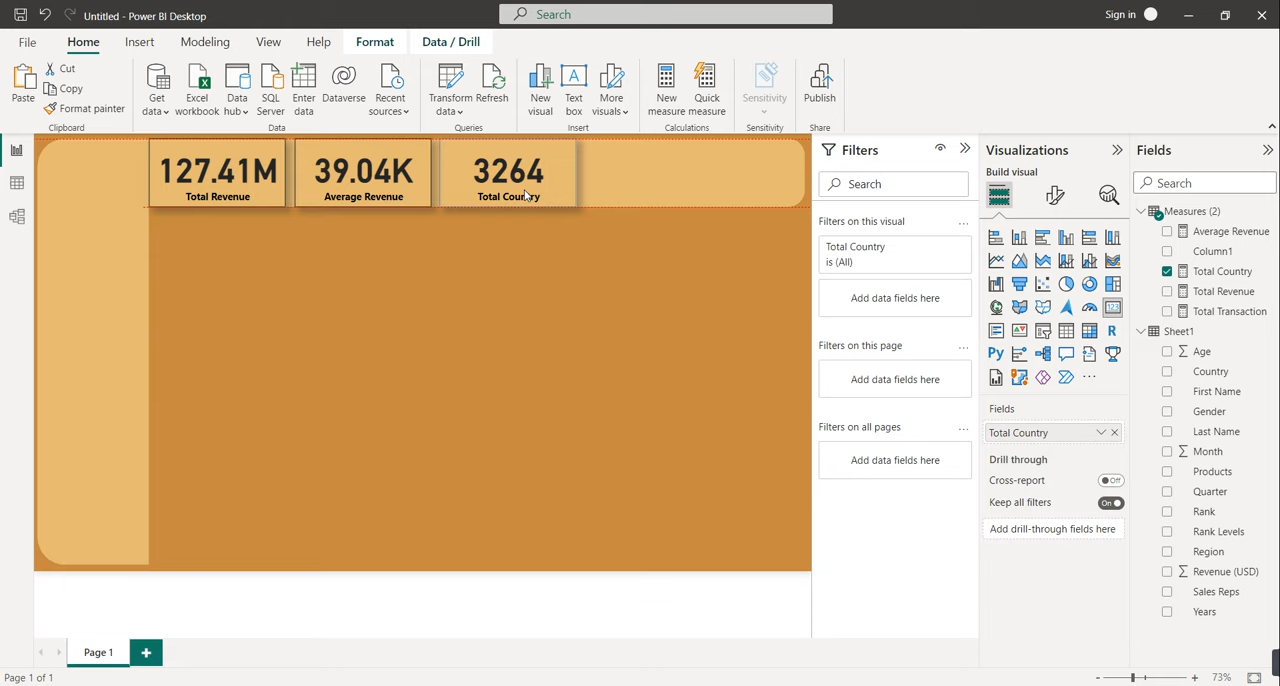 Untitled - Power BI Desktop
Search
Sign in
File
Home
Insert
Modeling
View
Help
Format
Data / Drill
Paste
Cut
Copy
Format painter
Clipboard
Get data
Excel workbook
Data hub
SQL Server
Enter data
Dataverse
Recent sources
Data
Transform data
Refresh
Queries
New visual
Text box
More visuals
Insert
New measure
Quick measure
Calculations
Sensitivity
Sensitivity
Publish
Share
127.41M
Total Revenue
39.04K
Average Revenue
3264
Total Country
Filters
Search
Filters on this visual
...
Total Country
is (All)
Add data fields here
Filters on this page
...
Add data fields here
Filters on all pages
...
Add data fields here
Visualizations
Build visual
123
R
Py
...
Fields
Total Country
Drill through
Cross-report
Off
Keep all filters
On
Add drill-through fields here
Fields
Search
Measures (2)
Average Revenue
Column1
Total Country
Total Revenue
Total Transaction
Sheet1
Age
Country
First Name
Gender
Last Name
Month
Products
Quarter
Rank
Rank Levels
Region
Revenue (USD)
Sales Reps
Years
Page 1
Page 1 of 1
- + 73%